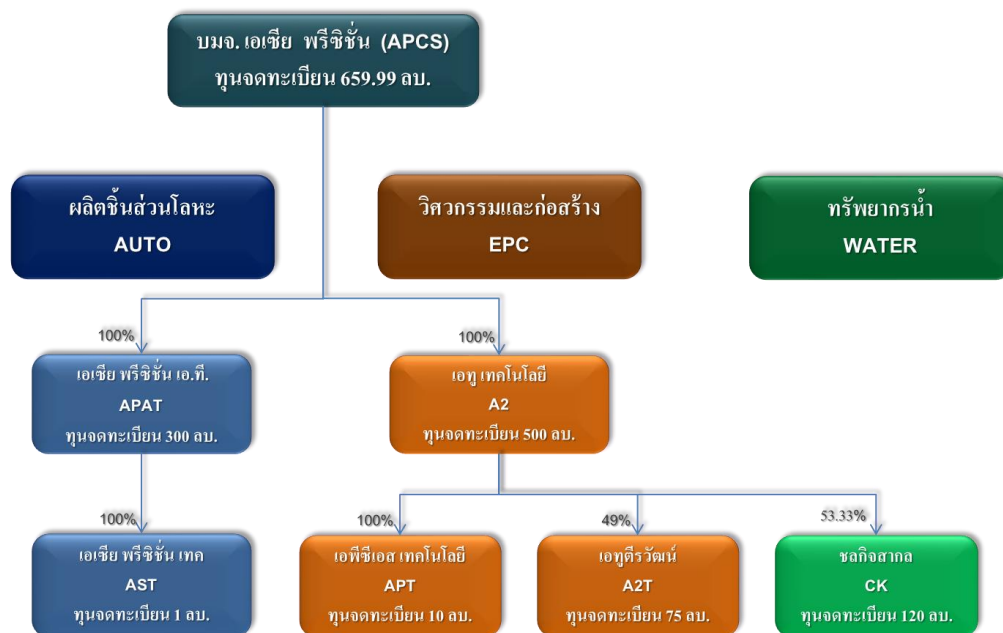 บมจ. เอเซีย พรีซิชั่น (APCS)
ทุนจดทะเบียน 659.99 ลบ.
ผลิตชิ้นส่วนโลหะ
AUTO
วิศวกรรมและก่อสร้าง
EPC
ทรัพยากรน้ำ
WATER
100%
100%
เอเซีย พรีซิชั่น เอ.ที.
APAT
ทุนจดทะเบียน 300 ลบ.
เอทู เทคโนโลยี
A2
ทุนจดทะเบียน 500 ลบ.
100%
100%
49%
53.33%
เอเซีย พรีซิชั่น เทค
AST
ทุนจดทะเบียน 1 ลบ.
เอพีซีเอส เทคโนโลยี
APT
ทุนจดทะเบียน 10 ลบ.
เอทูตีรวัฒน์
A2T
ทุนจดทะเบียน 75 ลบ.
ชลกิจสากล
CK
ทุนจดทะเบียน 120 ลบ.